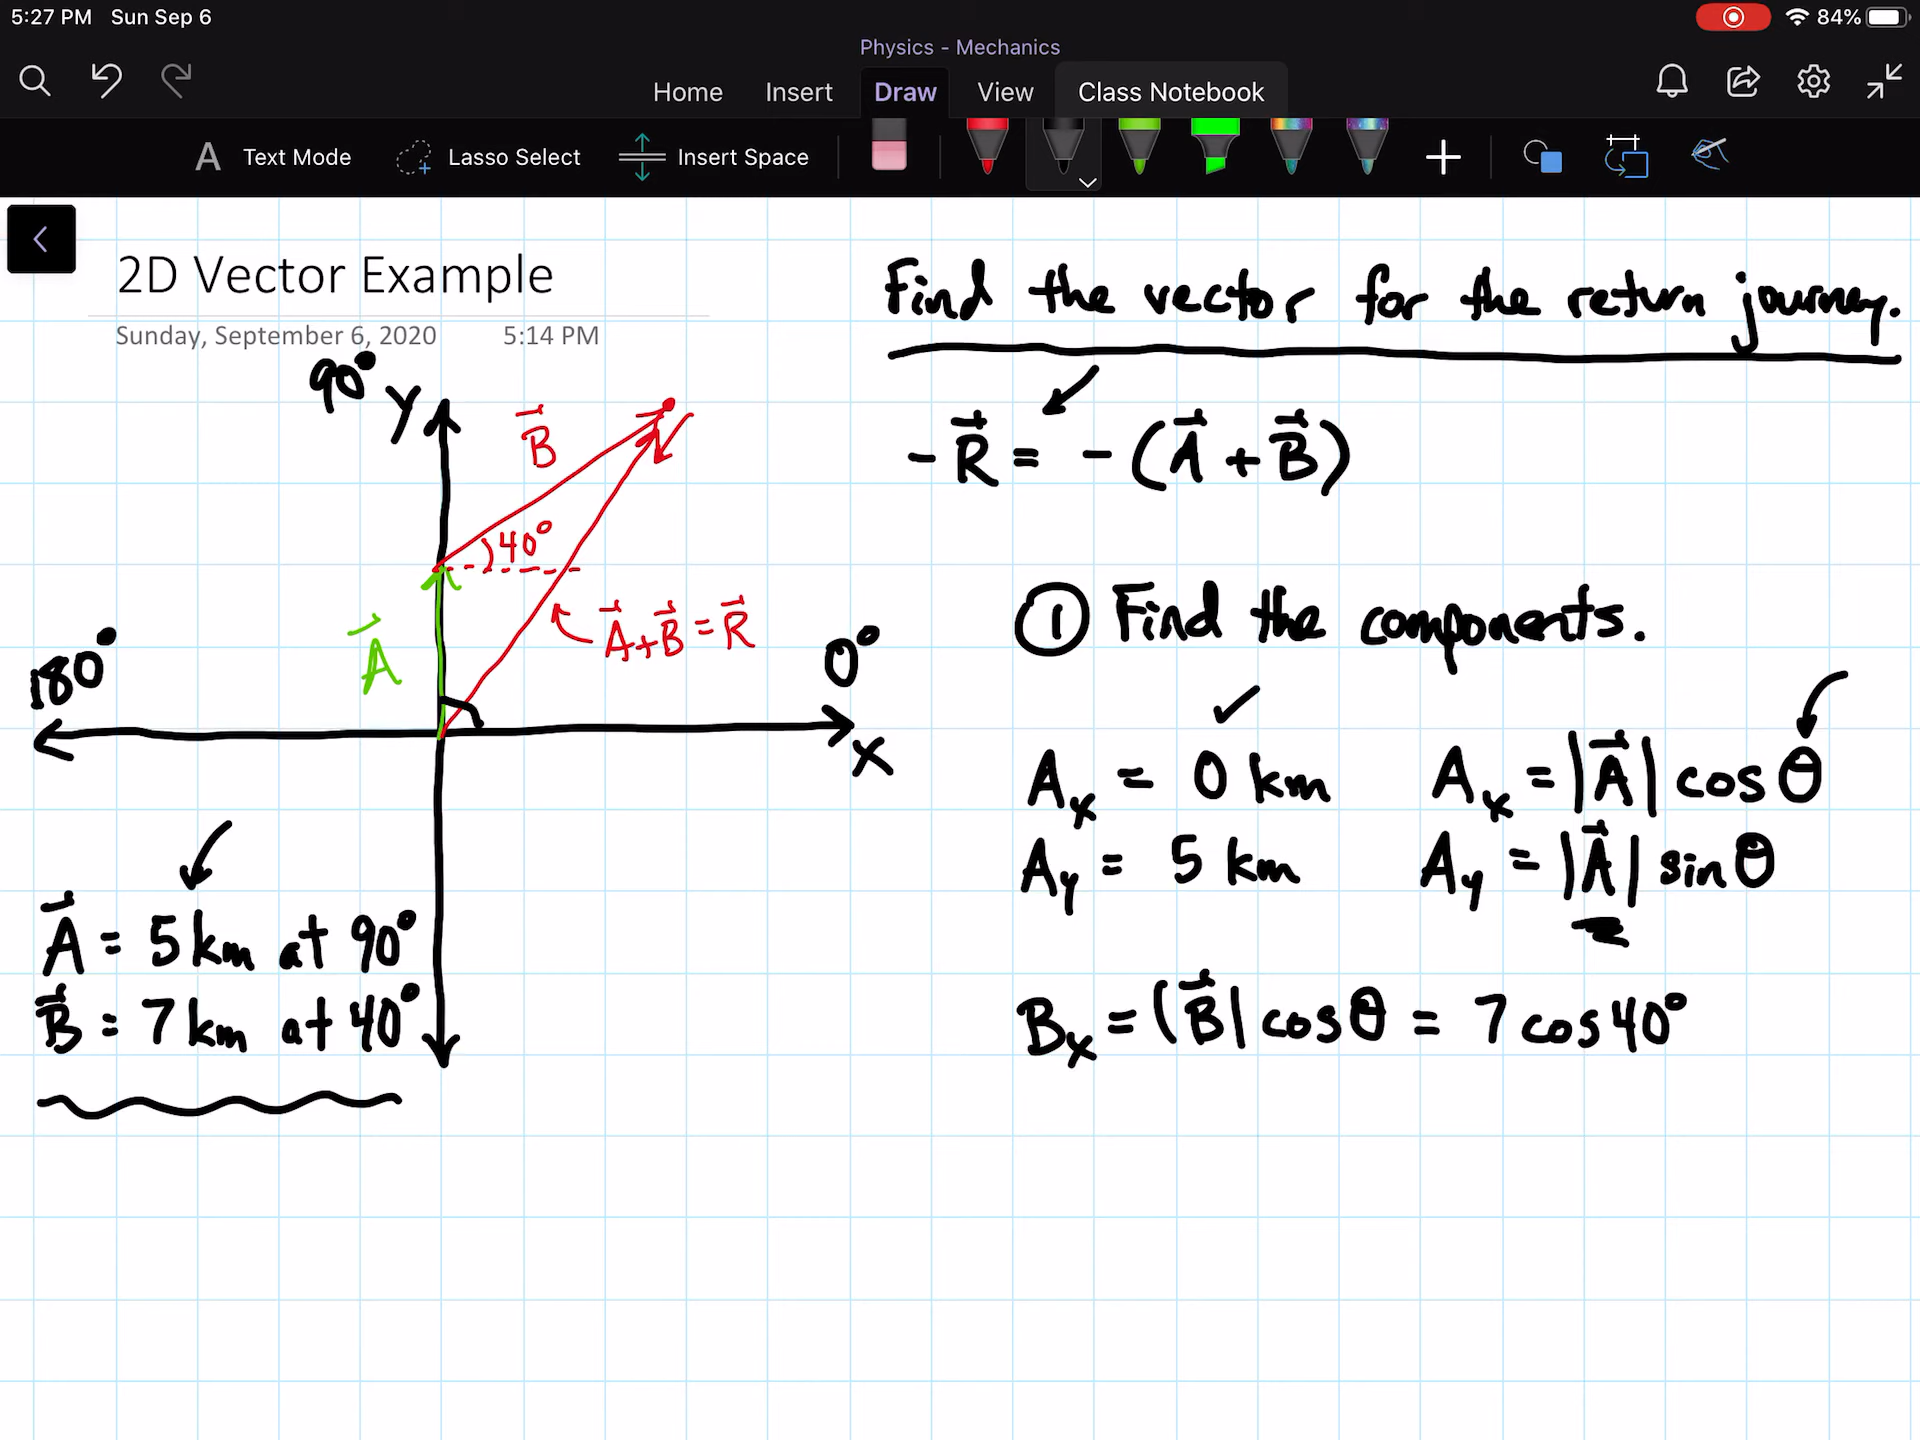 5:27 PM Sun Sep 6
84%
Physics - Mechanics
Home Insert Draw View Class Notebook
A Text Mode Lasso Select Insert Space
2D Vector Example
Sunday, September 6, 2020 5:14 PM
90° Y
B⃗
40°
A⃗ + B⃗ = R⃗
A⃗
180°
0°
X
A⃗ = 5 km at 90°
B⃗ = 7 km at 40°
Find the vector for the return journey.
- R⃗ = - (A⃗ + B⃗)
① Find the components.
Aₓ = 0 km Aₓ = |A⃗| cos θ
Aᵧ = 5 km Aᵧ = |A⃗| sin θ
Bₓ = |B⃗| cos θ = 7 cos 40°